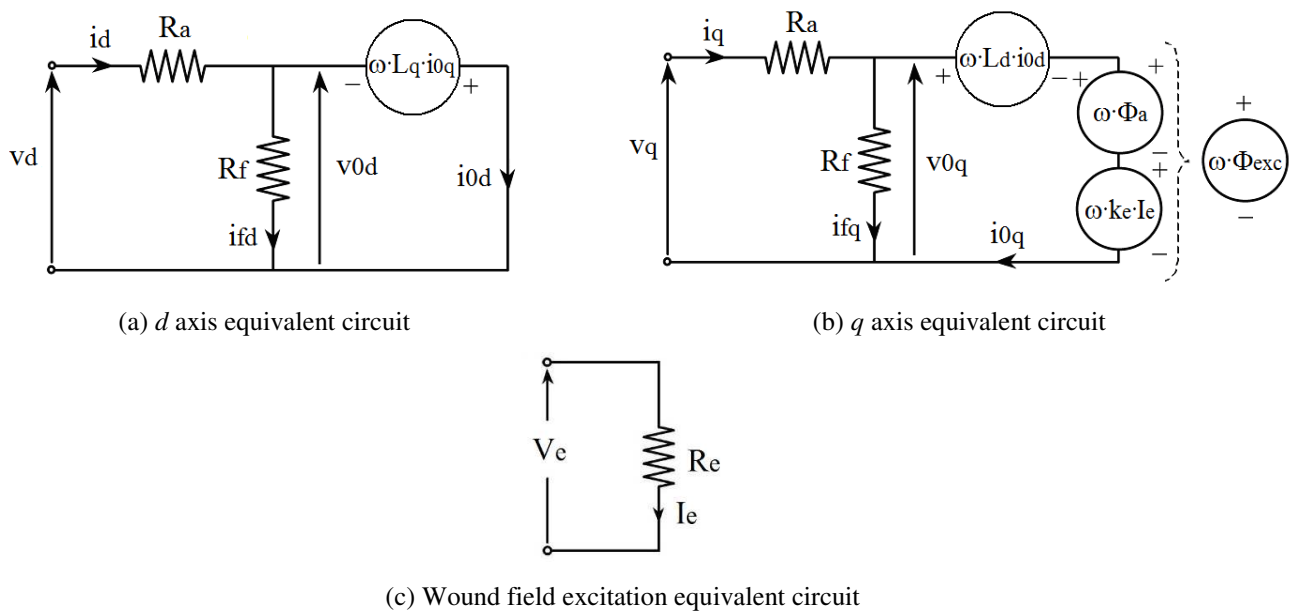 id Ra
ω·Lq·i0q
− +
vd Rf v0d i0d
ifd
(a) d axis equivalent circuit
iq Ra
ω·Ld·i0d
+ − + +
ω·Φa
vq Rf v0q
− +
ω·ke·Ie
ifq i0q
− −
+
ω·Φexc
−
(b) q axis equivalent circuit
Ve Re
Ie
(c) Wound field excitation equivalent circuit